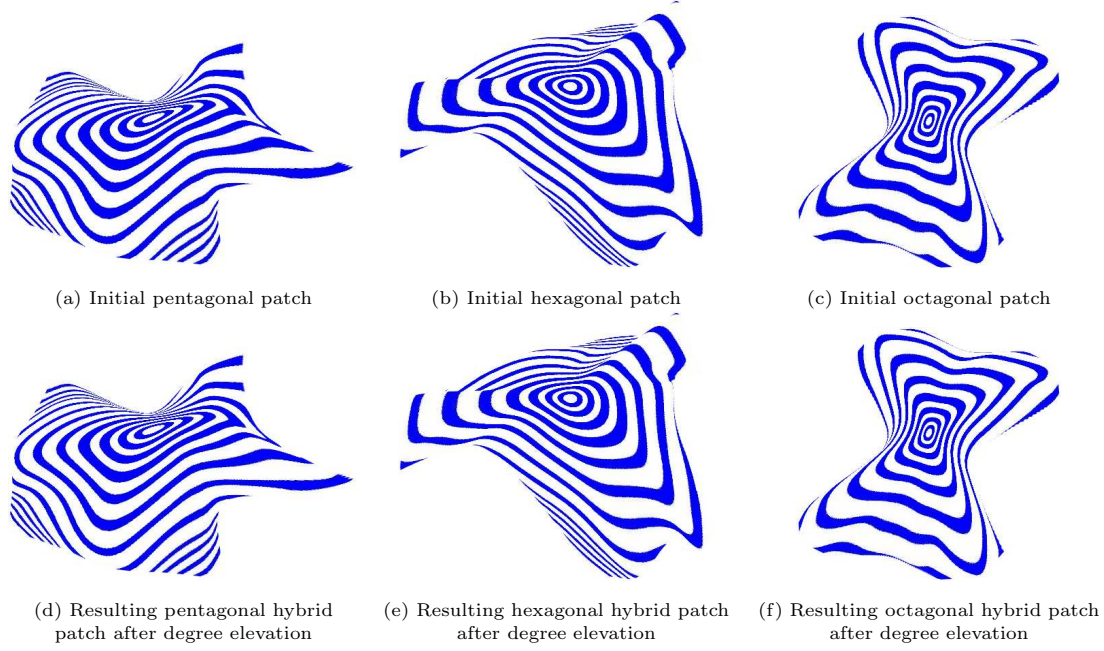 (a) Initial pentagonal patch
(b) Initial hexagonal patch
(c) Initial octagonal patch
(d) Resulting pentagonal hybrid
patch after degree elevation
(e) Resulting hexagonal hybrid patch
after degree elevation
(f) Resulting octagonal hybrid patch
after degree elevation